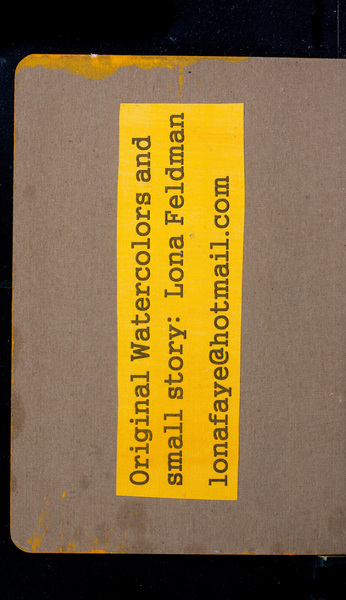 Original Watercolors and
small story: Lona Feldman
lonafaye@hotmail.com